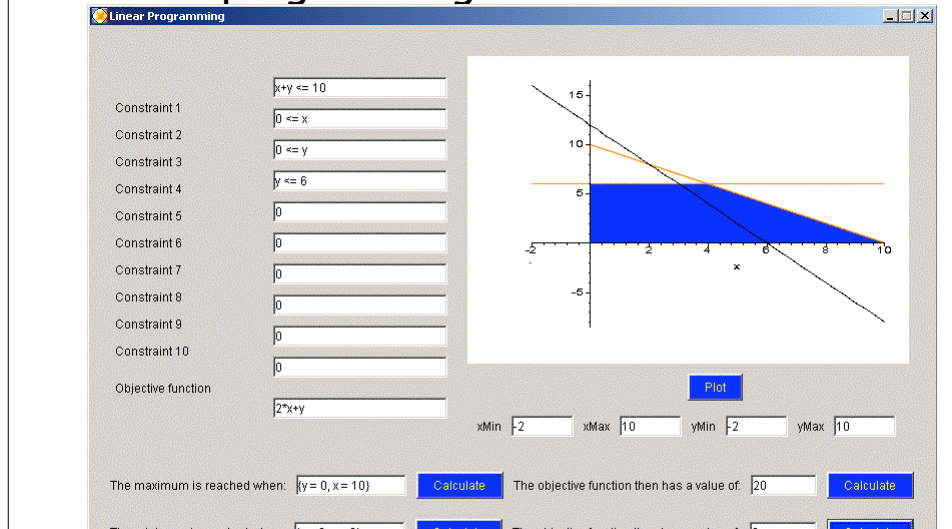 Linear Programming
x+y <= 10
Constraint 1
0 <= x
Constraint 2
0 <= y
Constraint 3
y <= 6
Constraint 4
0
Constraint 5
0
Constraint 6
0
Constraint 7
0
Constraint 8
0
Constraint 9
0
Constraint 10
Objective function
2*x+y
15
10
5
-2 2 4 6 8 10
x
-5
Plot
xMin -2 xMax 10 yMin -2 yMax 10
The maximum is reached when: {y = 0, x = 10} Calculate The objective function then has a value of: 20 Calculate